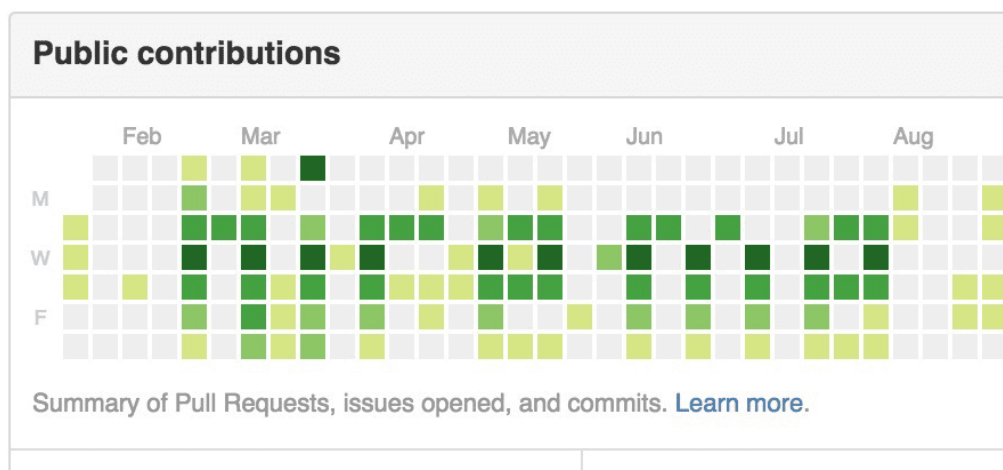 Public contributions
Feb Mar Apr May Jun Jul Aug
M
W
F
Summary of Pull Requests, issues opened, and commits. Learn more.